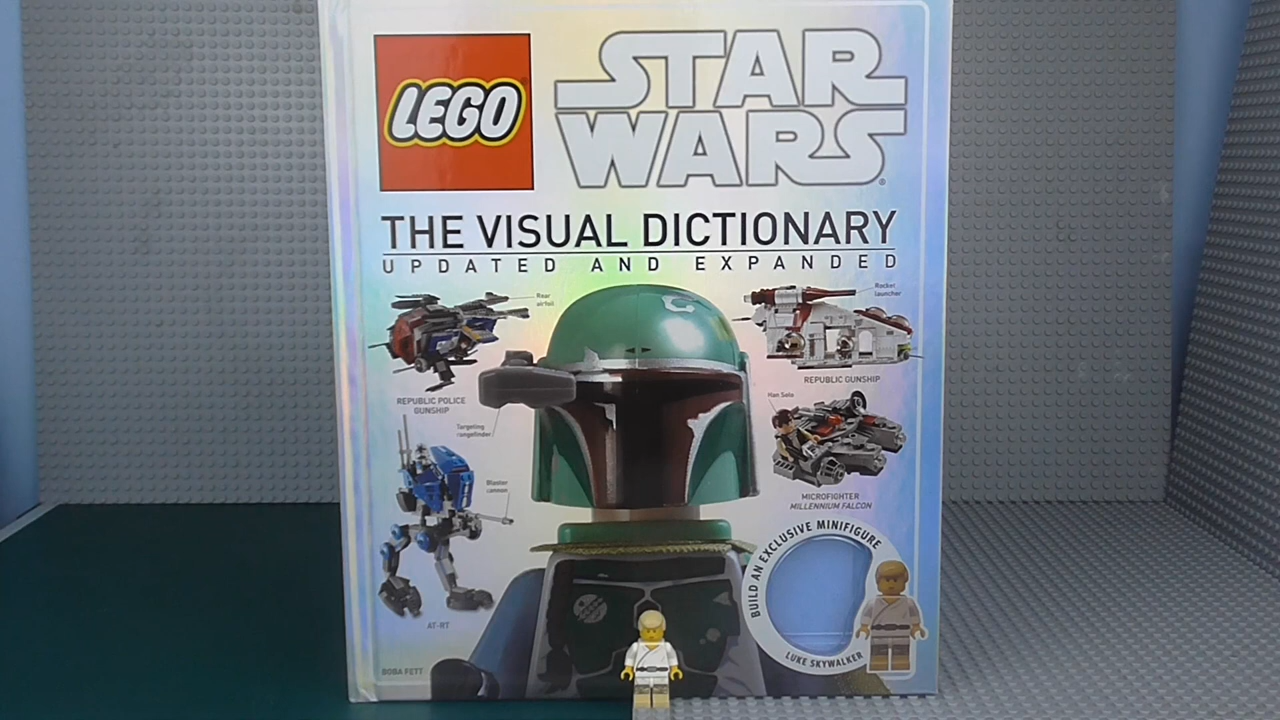 LEGO
STAR
WARS
THE VISUAL DICTIONARY
UPDATED AND EXPANDED
Rear
airfoil
Rocket
launcher
REPUBLIC POLICE
GUNSHIP
REPUBLIC GUNSHIP
Targeting
rangefinder
Han Solo
Blaster
cannon
MICROFIGHTER
MILLENNIUM FALCON
BUILD AN EXCLUSIVE MINIFIGURE
LUKE SKYWALKER
AT-RT
BOBA FETT